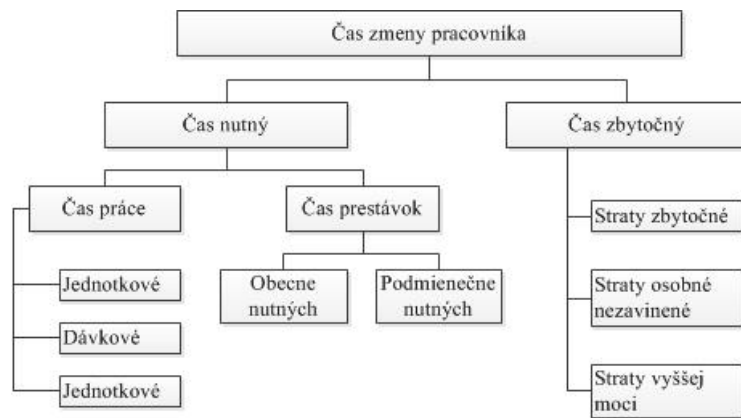 Čas zmeny pracovníka
Čas nutný
Čas zbytočný
Čas práce
Čas prestávok
Straty zbytočné
Jednotkové
Obecne
nutných
Podmienečne
nutných
Straty osobné
nezavinené
Dávkové
Jednotkové
Straty vyššej
moci